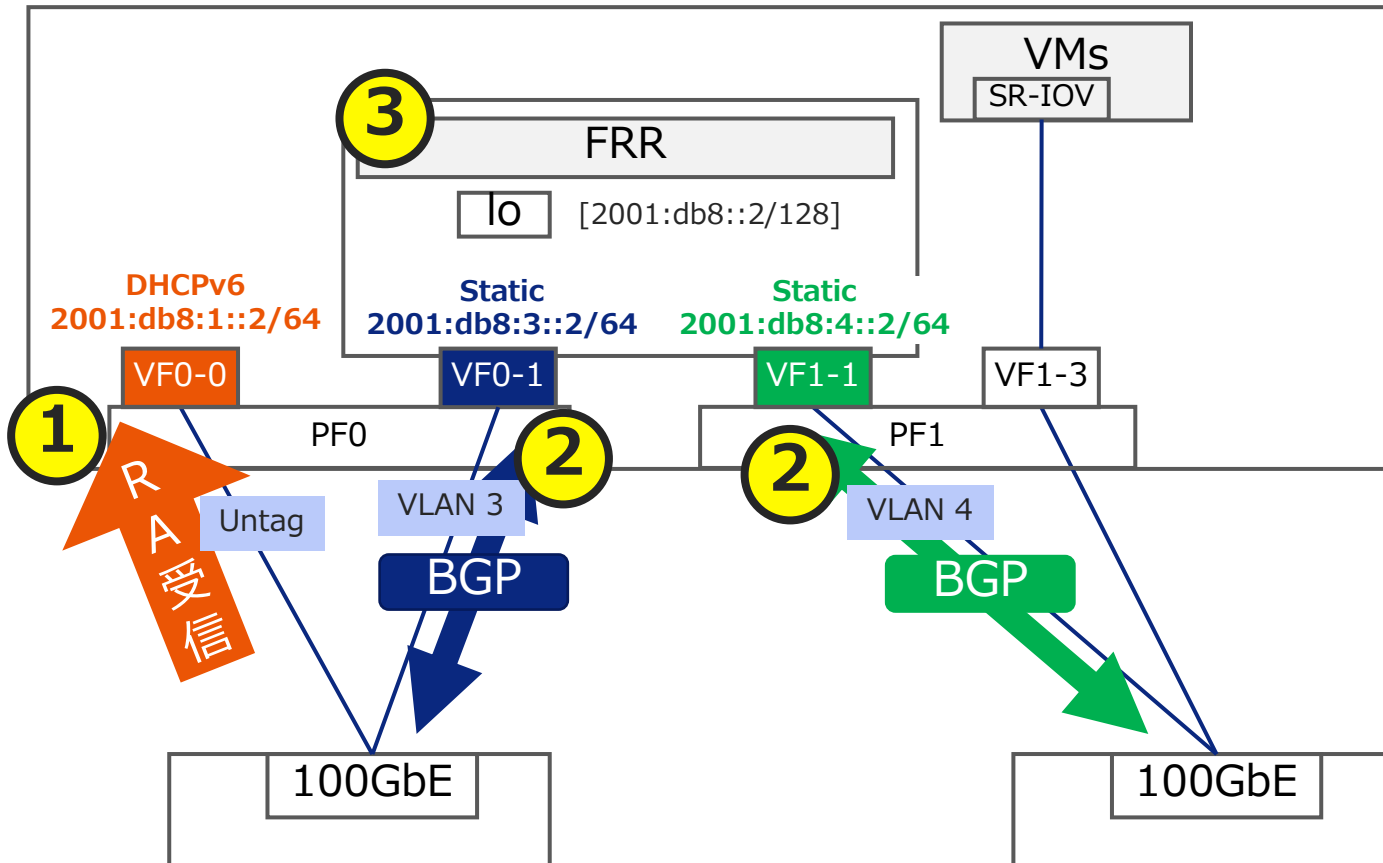 VMs
SR-IOV
3
FRR
lo
[2001:db8::2/128]
DHCPv6
2001:db8:1::2/64
Static
2001:db8:3::2/64
Static
2001:db8:4::2/64
VF0-0
VF0-1
VF1-1
VF1-3
1
PF0
2
2
PF1
RA受信
Untag
VLAN 3
VLAN 4
BGP
BGP
100GbE
100GbE